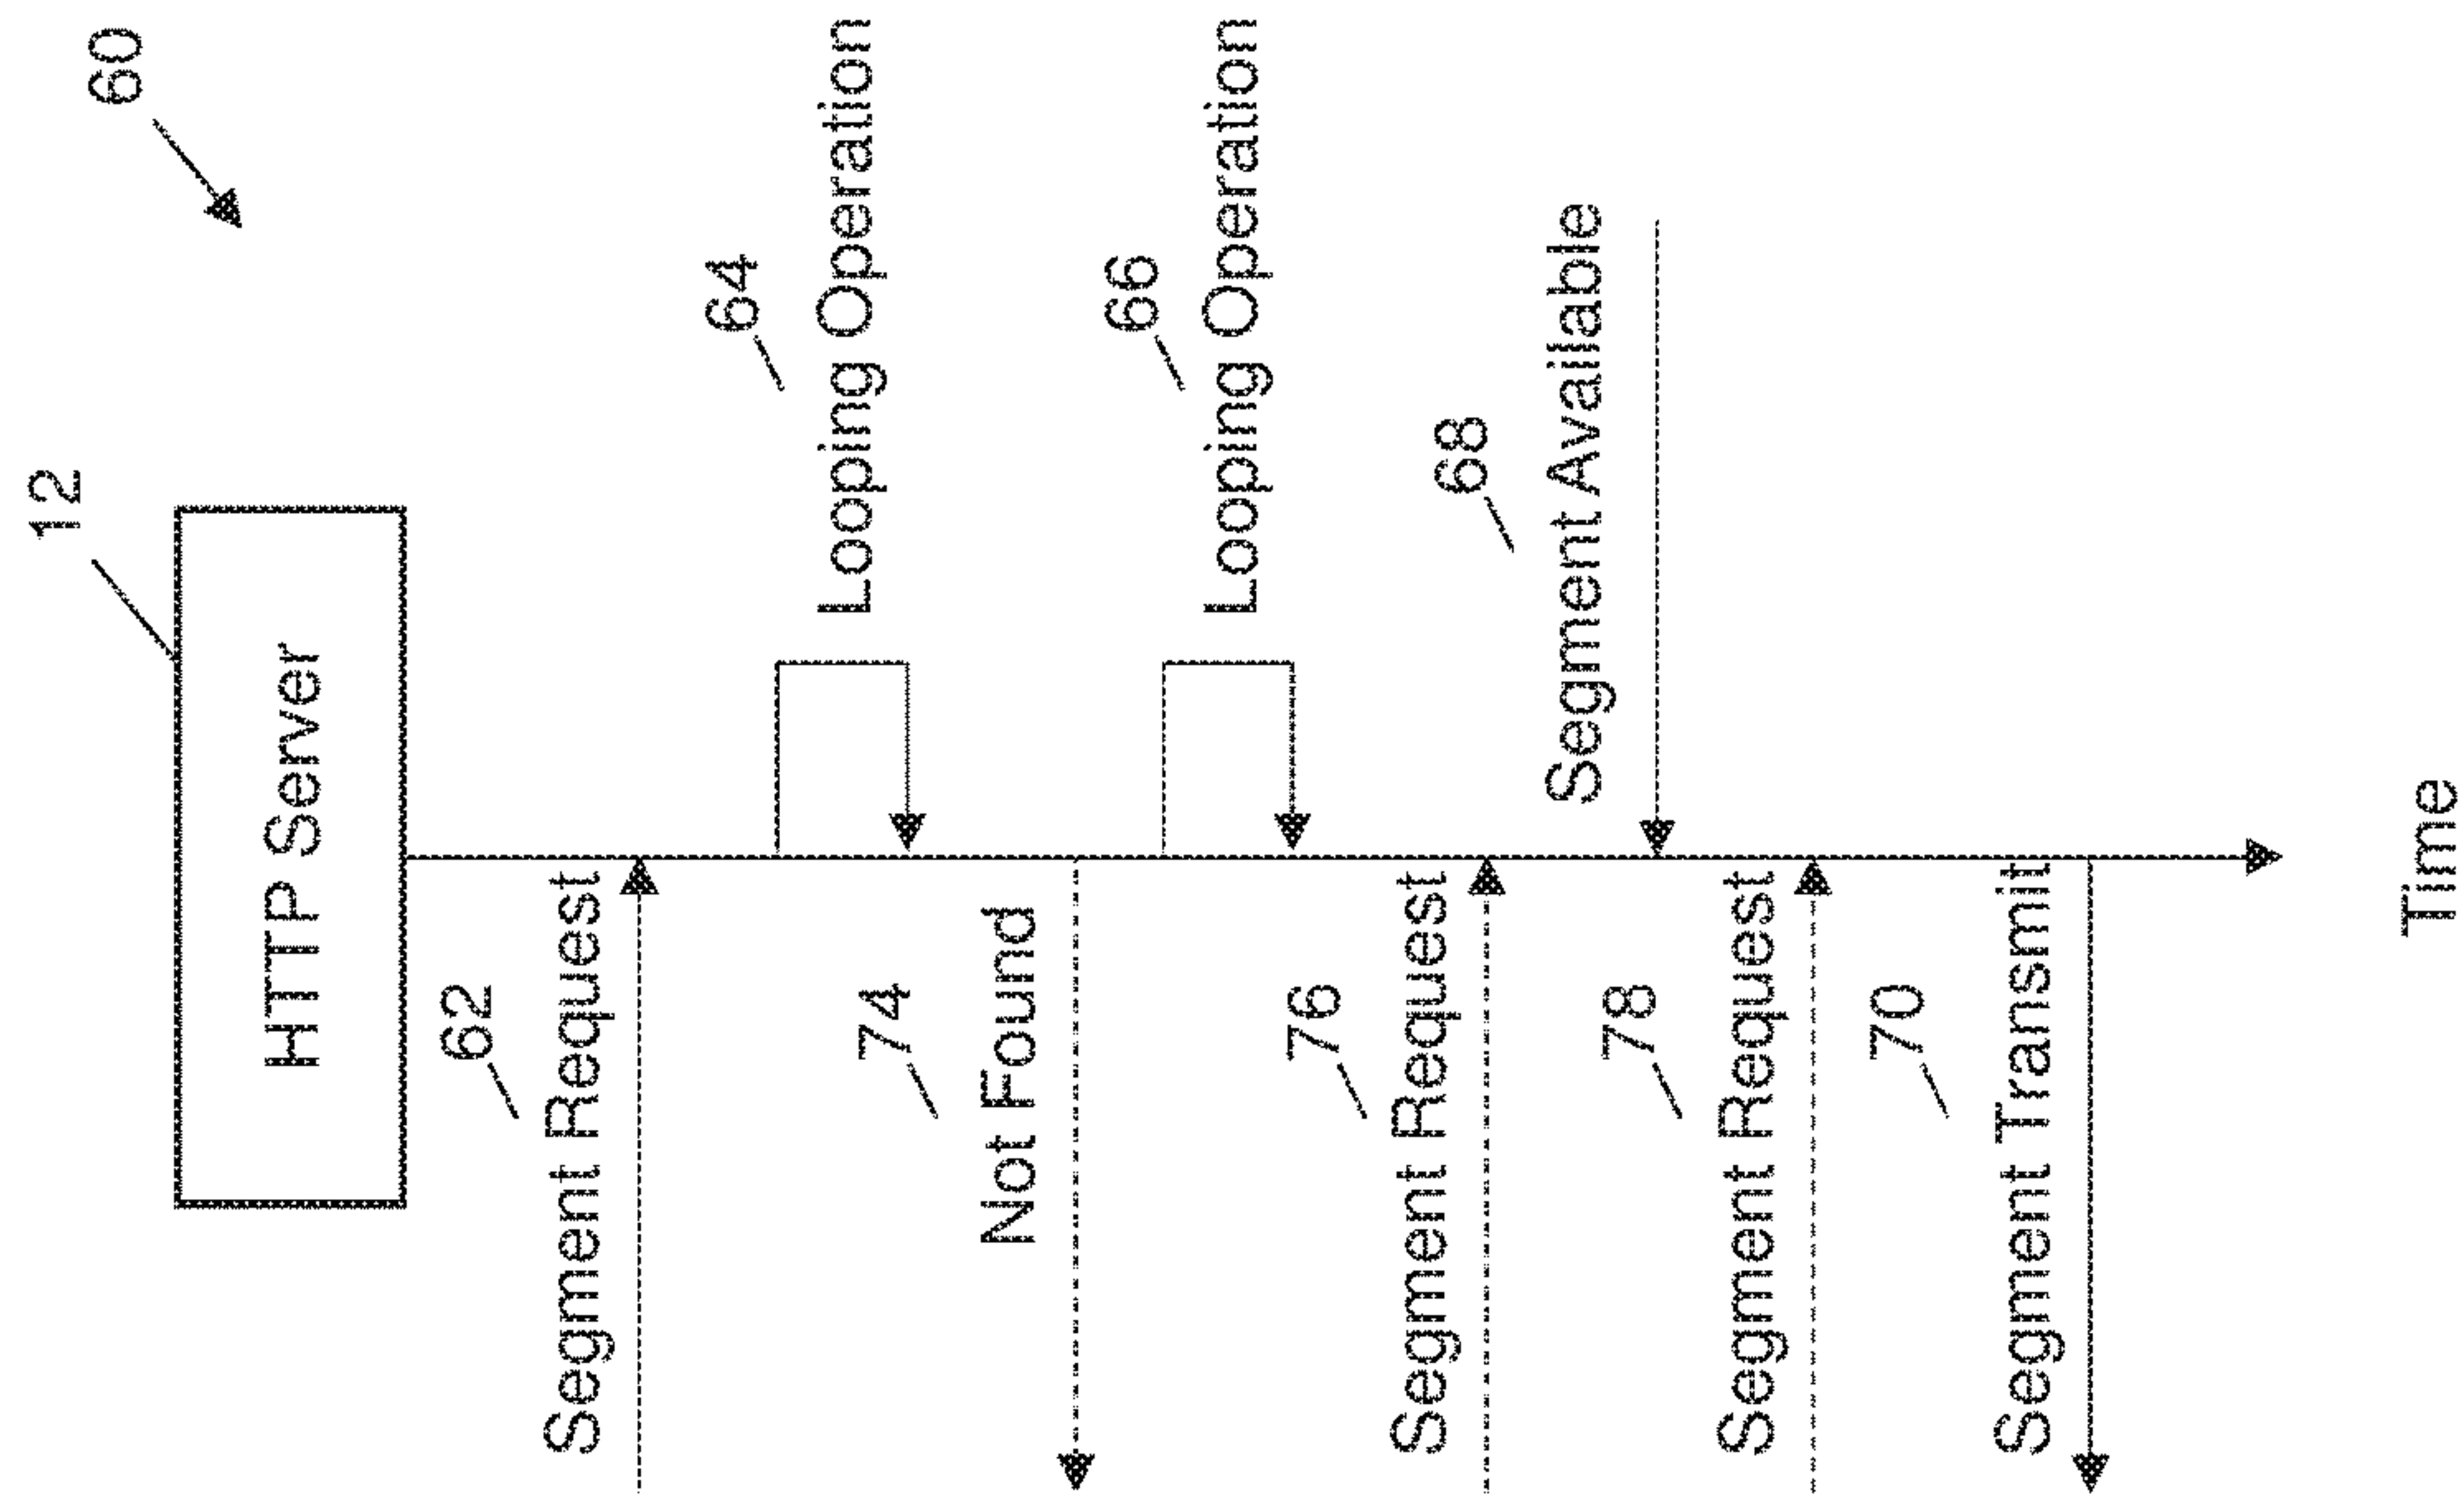 60
12
HTTP Server
62
Segment Request
64
Looping Operation
74
Not Found
66
Looping Operation
76
Segment Request
68
Segment Available
78
Segment Request
70
Segment Transmit
Time